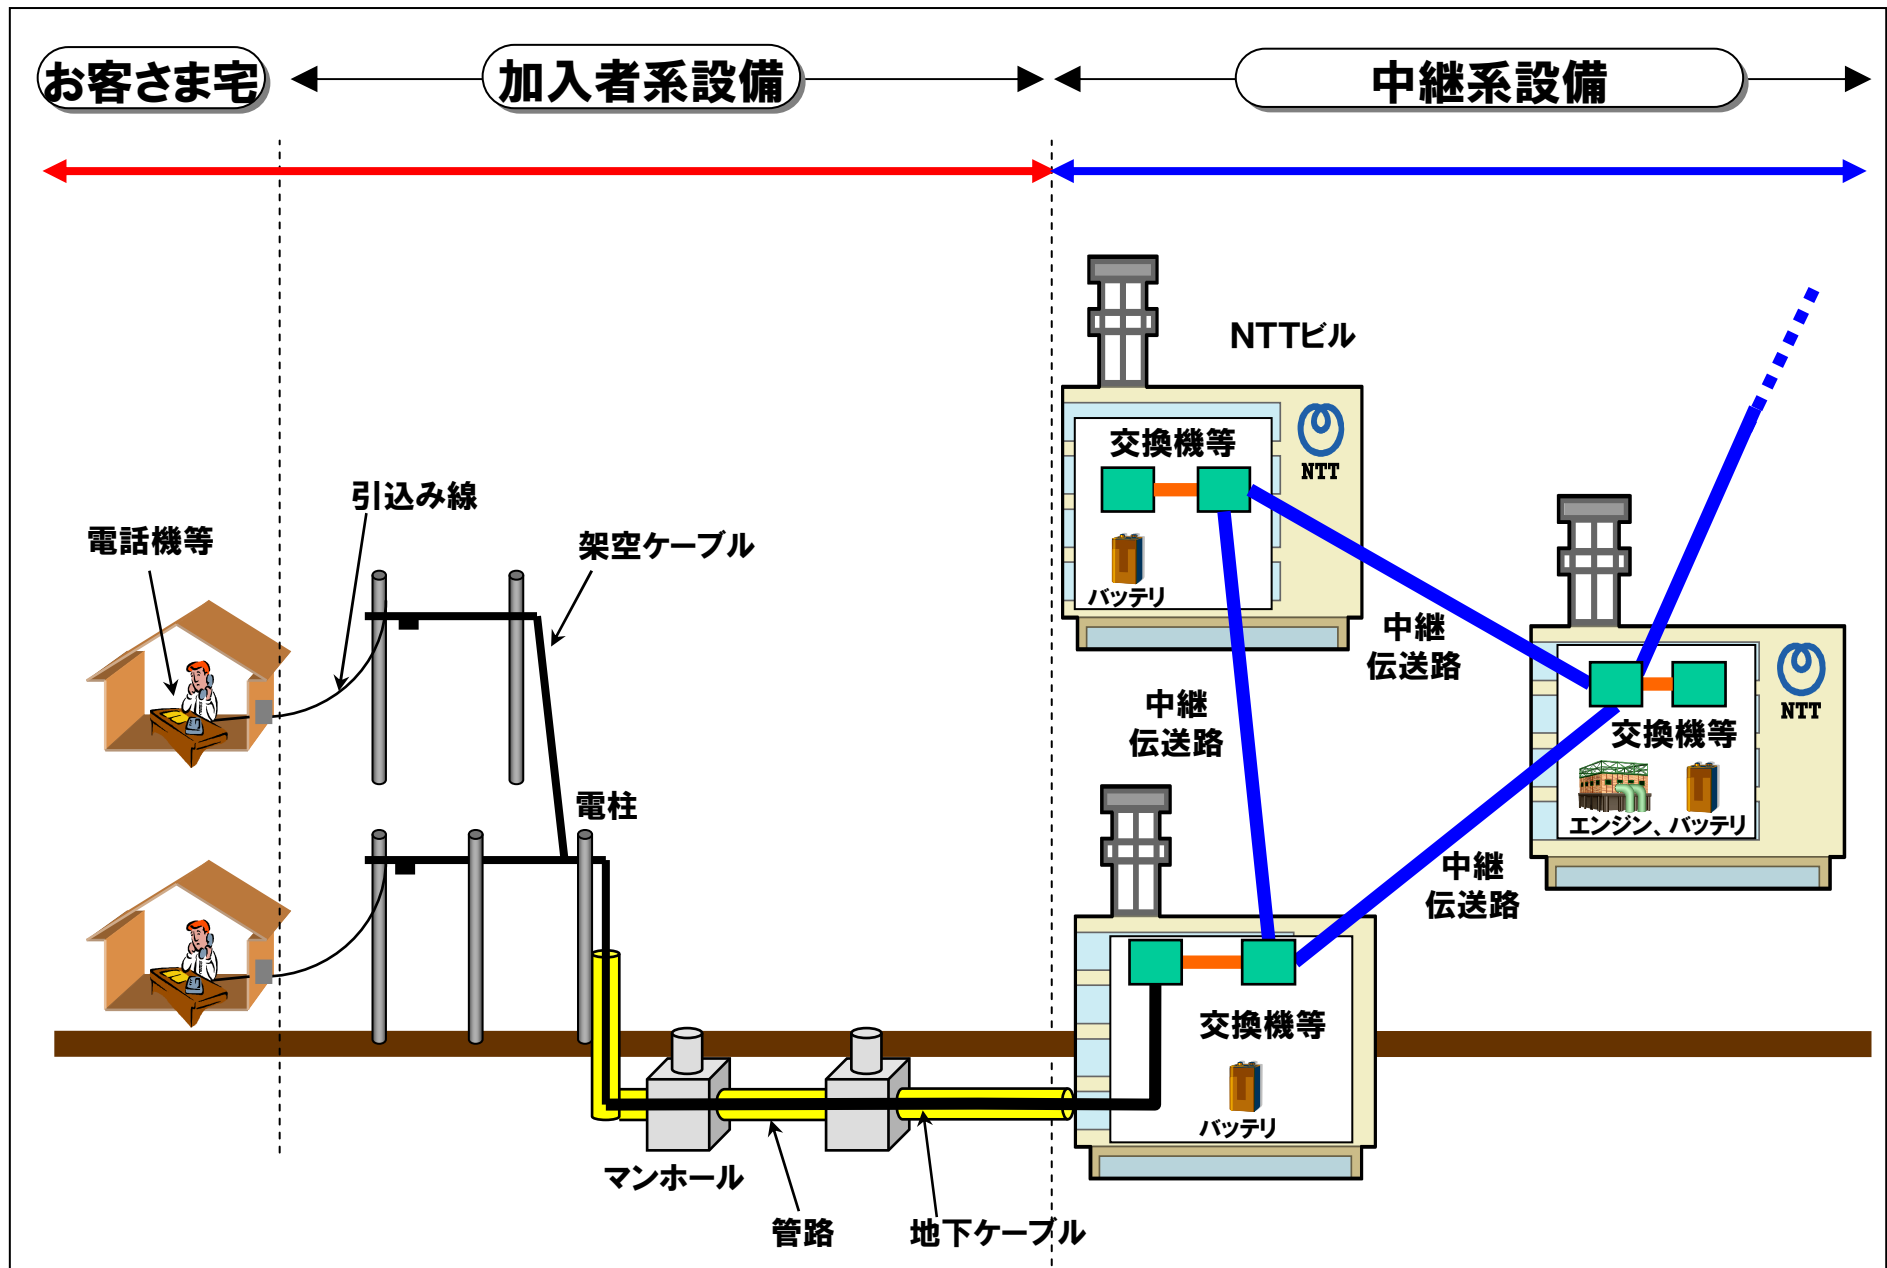 お客さま宅
加入者系設備
中継系設備
NTTビル
交換機等
NTT
バッテリ
引込み線
電話機等
架空ケーブル
中継
伝送路
中継
伝送路
NTT
交換機等
エンジン、バッテリ
電柱
中継
伝送路
交換機等
バッテリ
マンホール
管路
地下ケーブル